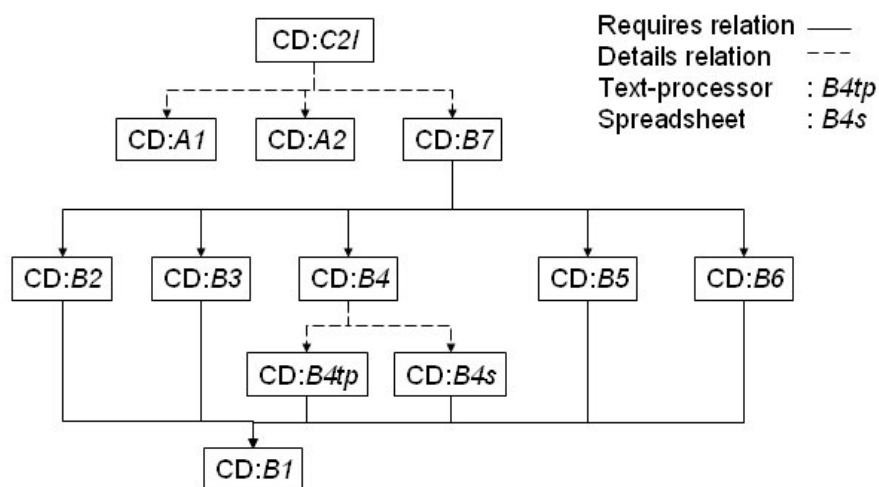 CD:C2I
Requires relation
Details relation
Text-processor : B4tp
Spreadsheet : B4s
CD:A1 CD:A2 CD:B7
CD:B2 CD:B3 CD:B4 CD:B5 CD:B6
CD:B4tp CD:B4s
CD:B1